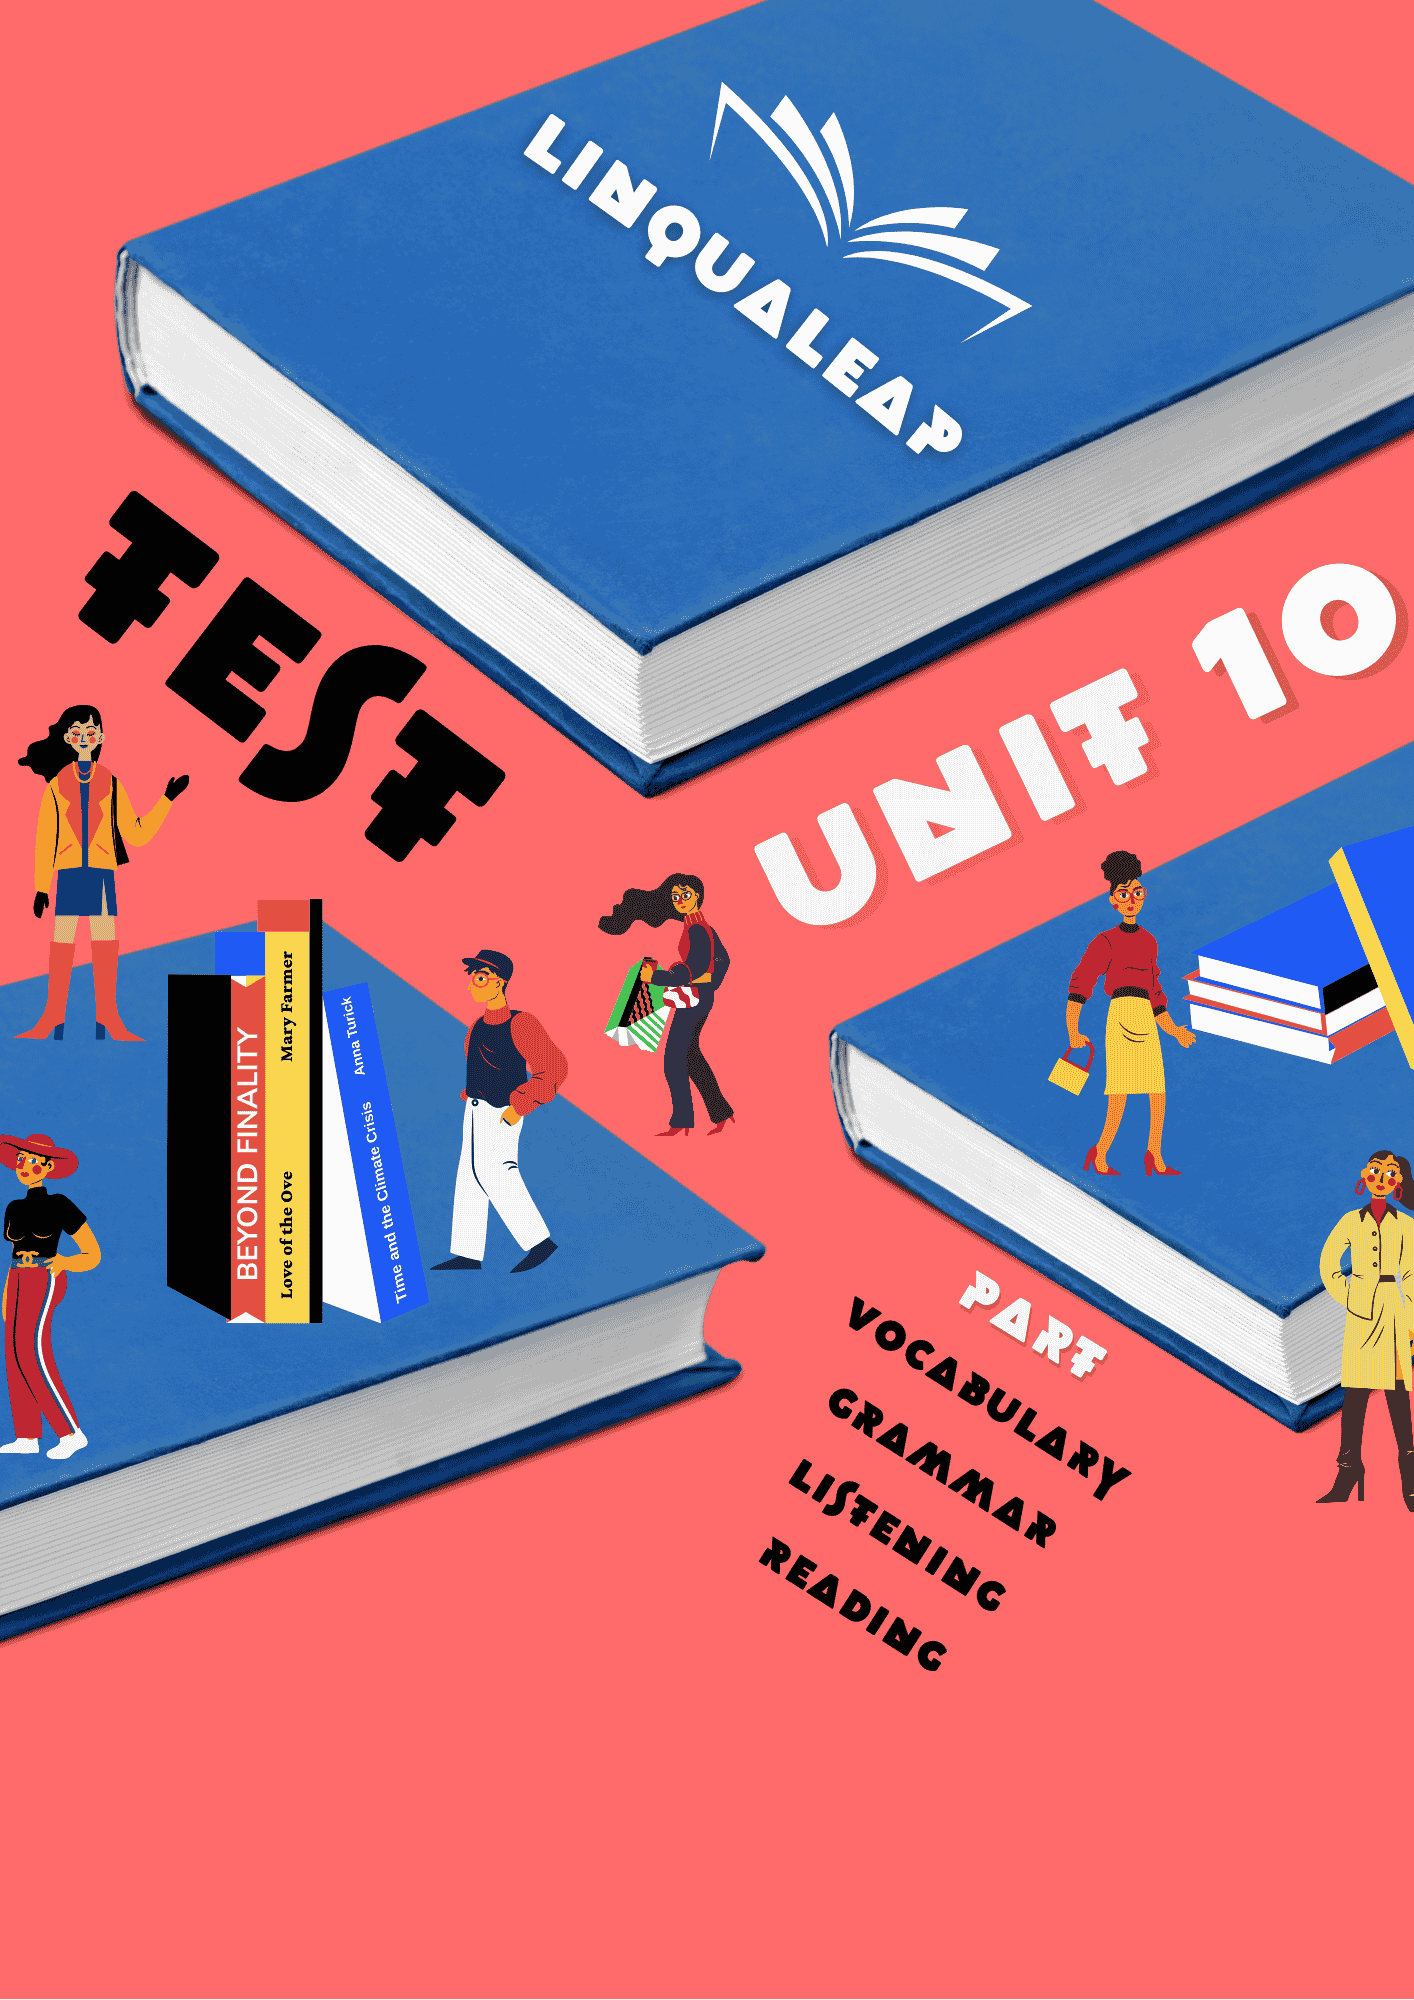 LINQUALEAP
TEST
UNIT 10
BEYOND FINALITY
Love of the Ove Mary Farmer
Time and the Climate Crisis Anna Turick
PART
VOCABULARY
GRAMMAR
LISTENING
READING